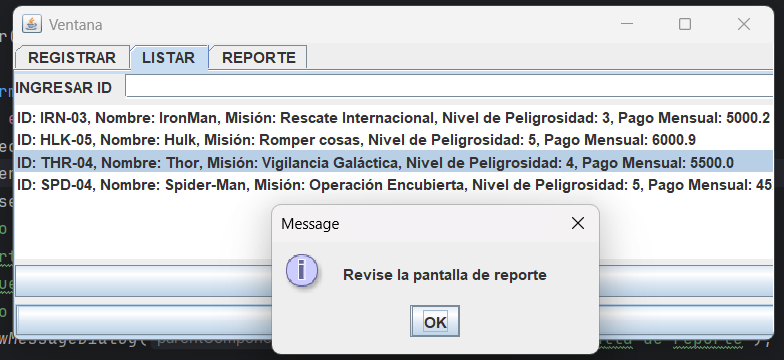 Ventana
REGISTRAR LISTAR REPORTE
INGRESAR ID
ID: IRN-03, Nombre: IronMan, Misión: Rescate Internacional, Nivel de Peligrosidad: 3, Pago Mensual: 5000.2
ID: HLK-05, Nombre: Hulk, Misión: Romper cosas, Nivel de Peligrosidad: 5, Pago Mensual: 6000.9
ID: THR-04, Nombre: Thor, Misión: Vigilancia Galáctica, Nivel de Peligrosidad: 4, Pago Mensual: 5500.0
ID: SPD-04, Nombre: Spider-Man, Misión: Operación Encubierta, Nivel de Peligrosidad: 5, Pago Mensual: 45
Message
Revise la pantalla de reporte
OK